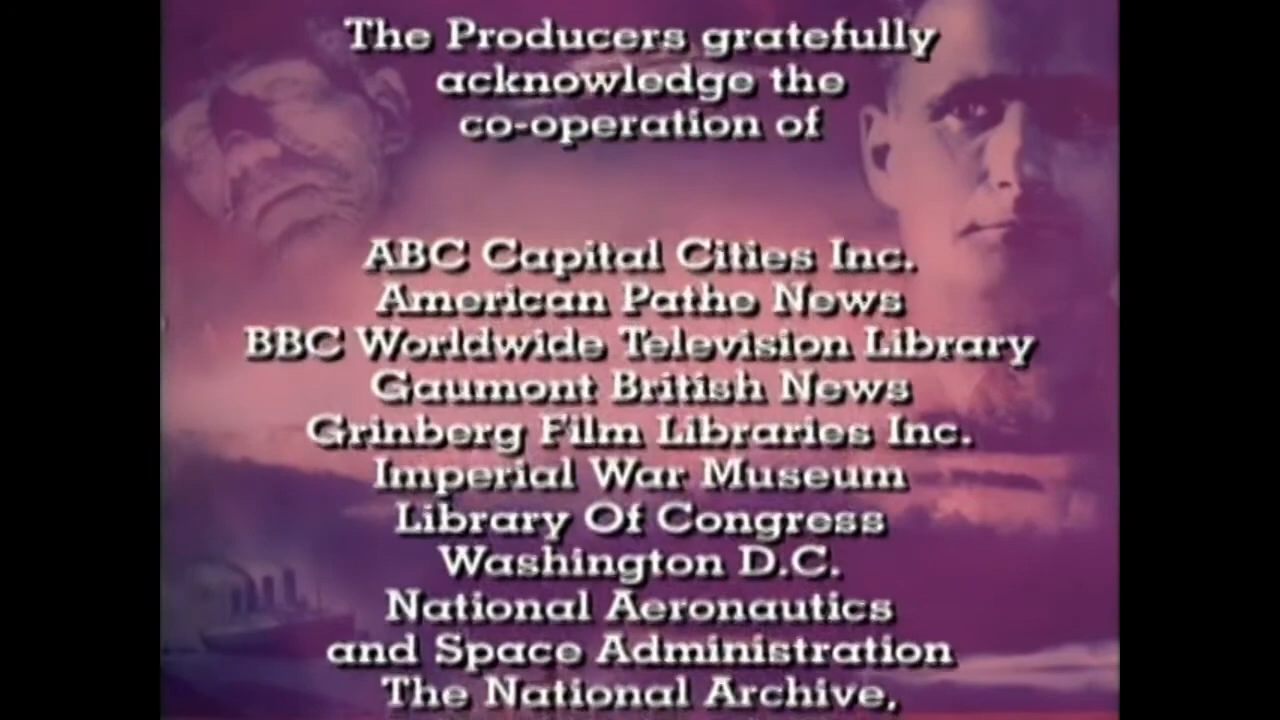 The Producers gratefully
acknowledge the
co-operation of
ABC Capital Cities Inc.
American Pathe News
BBC Worldwide Television Library
Gaumont British News
Grinberg Film Libraries Inc.
Imperial War Museum
Library Of Congress
Washington D.C.
National Aeronautics
and Space Administration
The National Archive,